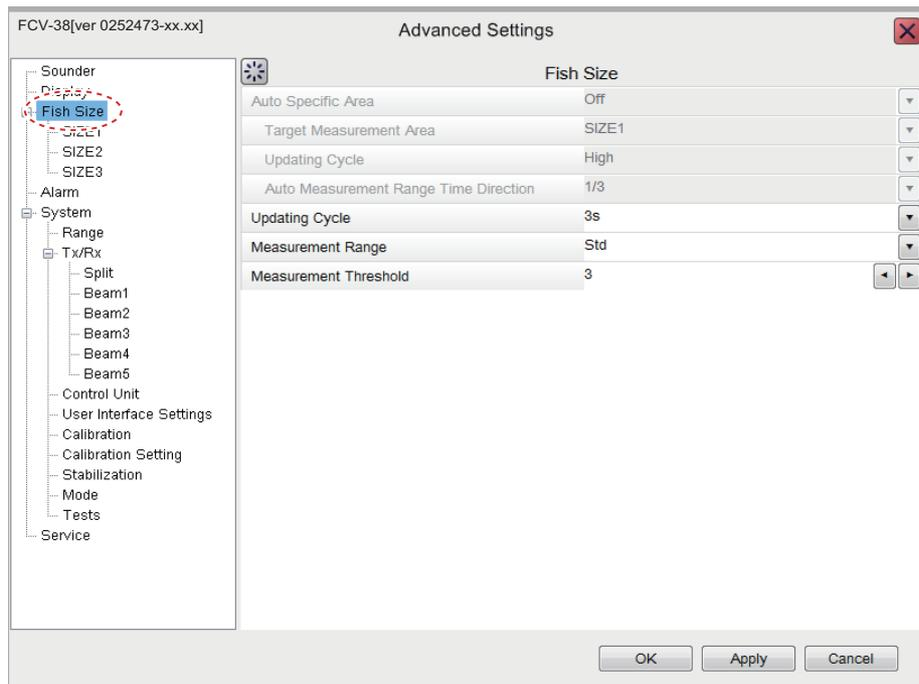 FCV-38[ver 0252473-xx.xx]
Advanced Settings
Sounder
Display
Fish Size
SIZE1
SIZE2
SIZE3
Alarm
System
Range
Tx/Rx
Split
Beam1
Beam2
Beam3
Beam4
Beam5
Control Unit
User Interface Settings
Calibration
Calibration Setting
Stabilization
Mode
Tests
Service
Fish Size
Auto Specific Area Off
Target Measurement Area SIZE1
Updating Cycle High
Auto Measurement Range Time Direction 1/3
Updating Cycle 3s
Measurement Range Std
Measurement Threshold 3
OK Apply Cancel